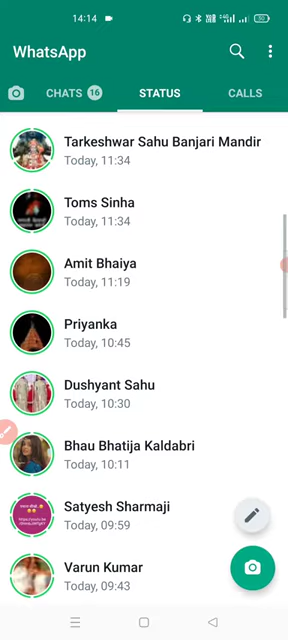 14:14
WhatsApp
CHATS 16 STATUS CALLS
Tarkeshwar Sahu Banjari Mandir
Today, 11:34
Toms Sinha
Today, 11:34
Amit Bhaiya
Today, 11:19
Priyanka
Today, 10:45
Dushyant Sahu
Today, 10:30
Bhau Bhatija Kaldabri
Today, 10:11
Satyesh Sharmaji
Today, 09:59
Varun Kumar
Today, 09:43